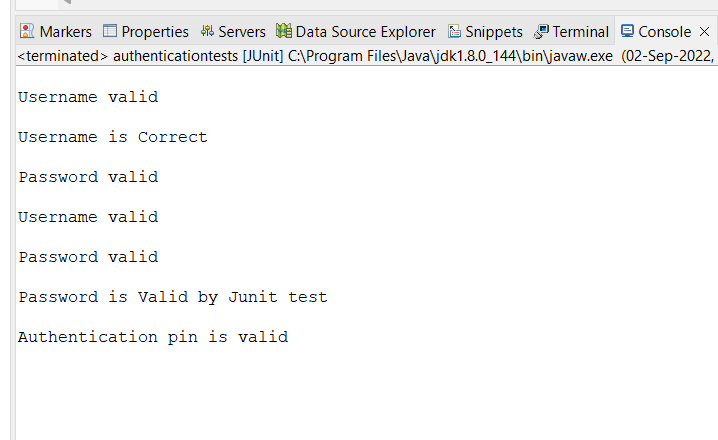 Markers Properties Servers Data Source Explorer Snippets Terminal Console
<terminated> authenticationtests [JUnit] C:\Program Files\Java\jdk1.8.0_144\bin\javaw.exe (02-Sep-2022,
Username valid
Username is Correct
Password valid
Username valid
Password valid
Password is Valid by Junit test
Authentication pin is valid